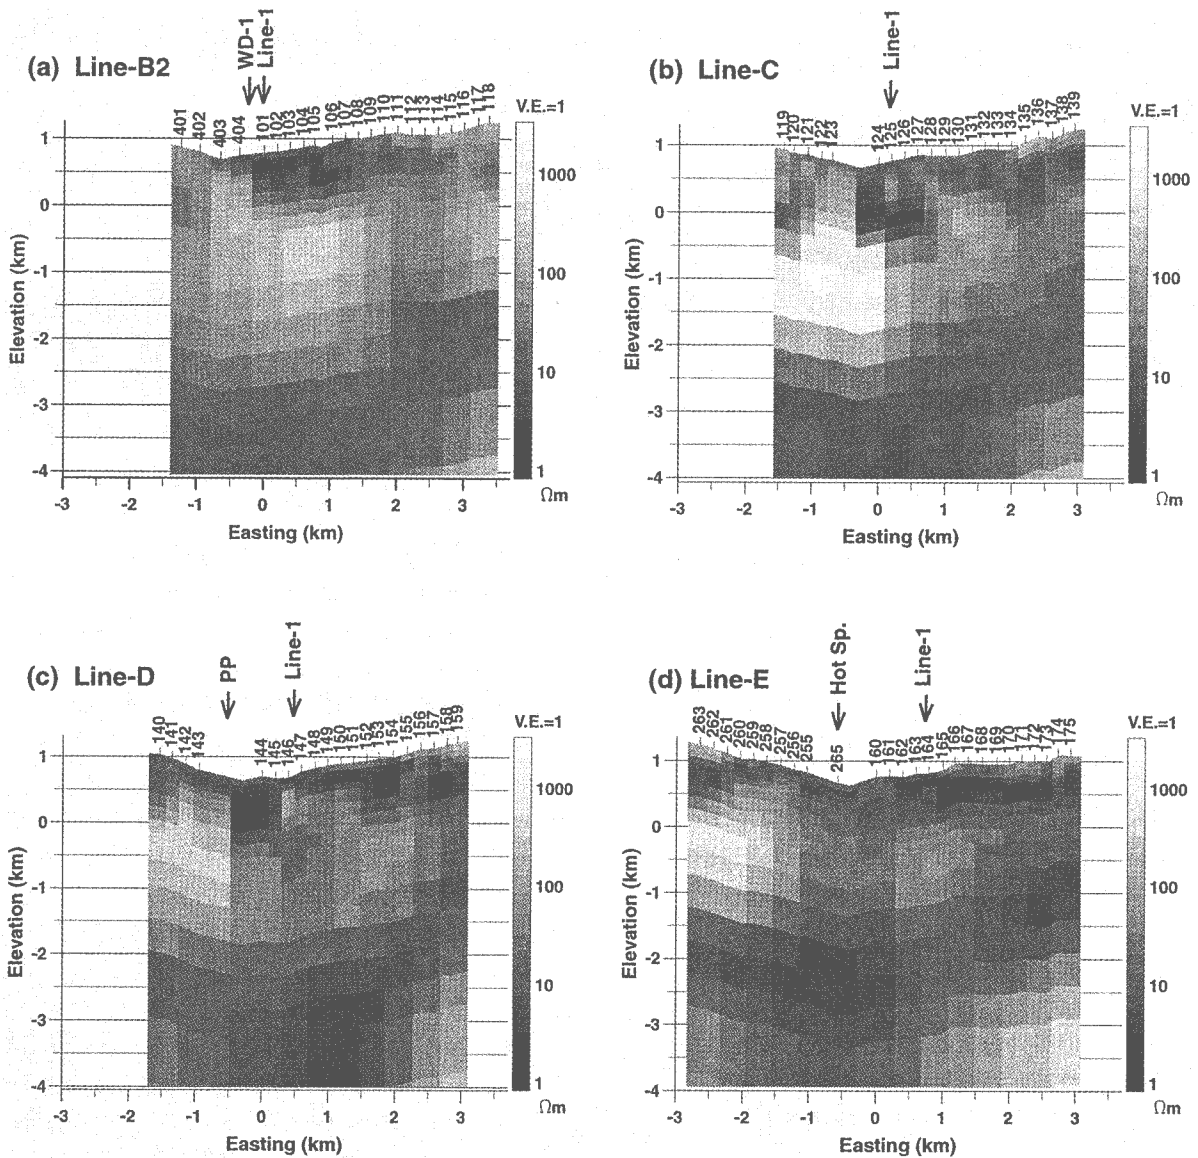 (a) Line-B2
WD-1
Line-1
401 402 403 404 101 102 103 104 105 106 107 108 109 110 111 112 113 114 115 116 117 118
V.E.=1
1
0
-1
-2
-3
-4
Elevation (km)
1000
100
10
1
Ωm
-3 -2 -1 0 1 2 3
Easting (km)
(b) Line-C
Line-1
119 120 121 122 123 124 125 126 127 128 129 130 131 132 133 134 135 136 137 138 139
V.E.=1
1
0
-1
-2
-3
-4
Elevation (km)
1000
100
10
1
Ωm
-3 -2 -1 0 1 2 3
Easting (km)
(c) Line-D
PP
Line-1
140 141 142 143 144 145 146 147 148 149 150 151 152 153 154 155 156 157 158 159
V.E.=1
1
0
-1
-2
-3
-4
Elevation (km)
1000
100
10
1
Ωm
-3 -2 -1 0 1 2 3
Easting (km)
(d) Line-E
Hot Sp.
Line-1
263 262 261 260 259 258 257 256 255 265 160 161 162 163 164 165 166 167 168 169 170 171 172 173 174 175
V.E.=1
1
0
-1
-2
-3
-4
Elevation (km)
1000
100
10
1
Ωm
-3 -2 -1 0 1 2 3
Easting (km)